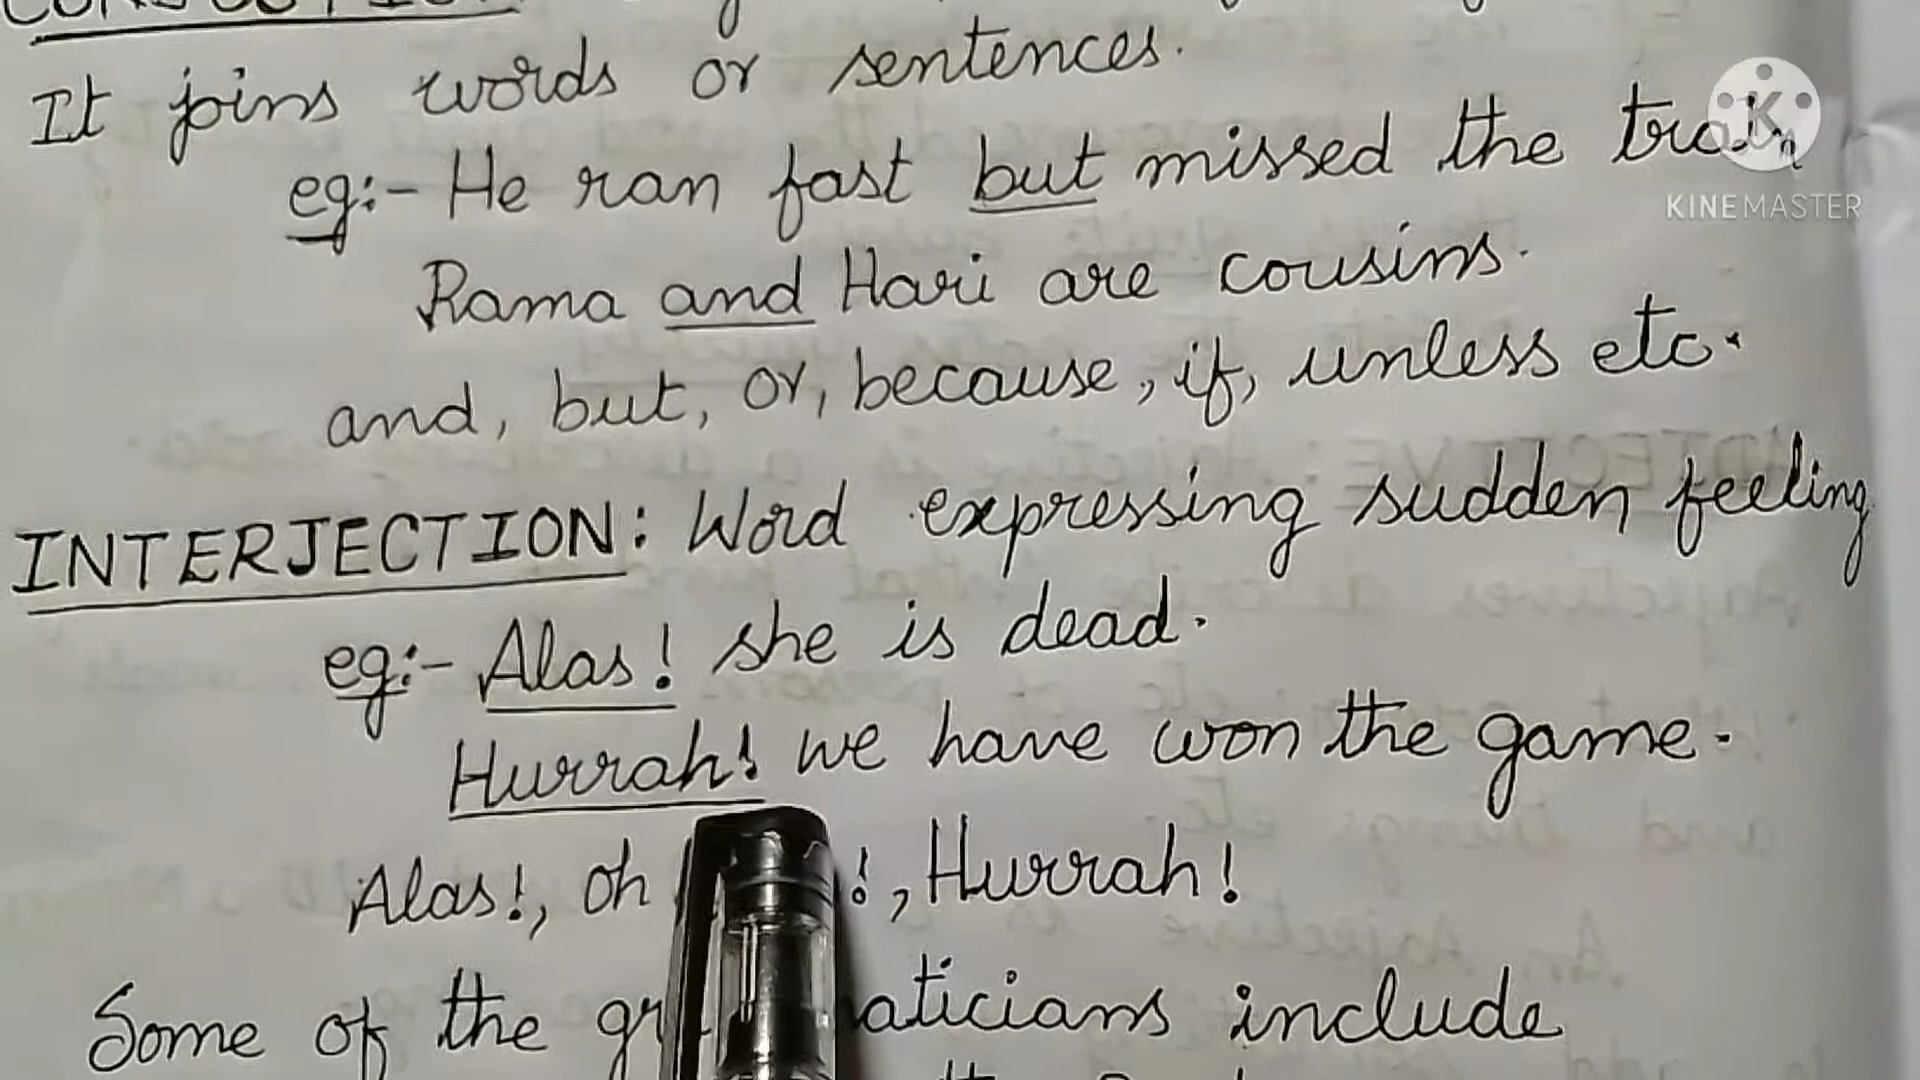 It joins words or sentences.
eg:- He ran fast but missed the train
Rama and Hari are cousins.
and, but, or, because, if, unless etc.
INTERJECTION: Word expressing sudden feeling
eg:- Alas! she is dead.
Hurrah! we have won the game.
Alas!, oh !, Hurrah!
Some of the include
KINEMASTER